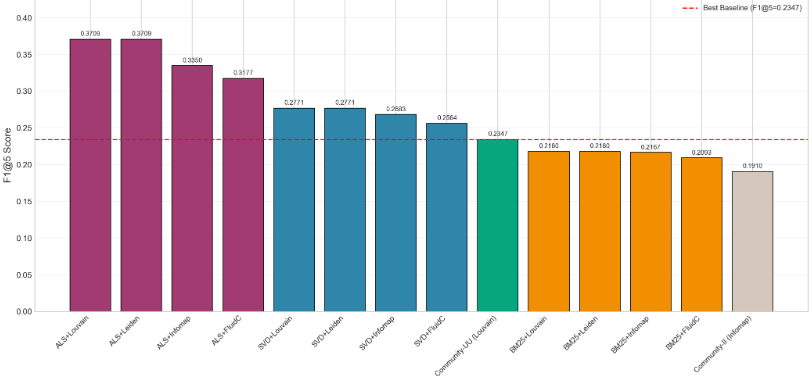 Best Baseline (F1@5=0.2347)
F1@5 Score
0.40
0.35
0.30
0.25
0.20
0.15
0.10
0.05
0.00
0.3709
0.3709
0.3350
0.3177
0.2771
0.2771
0.2683
0.2564
0.2347
0.2180
0.2180
0.2167
0.2093
0.1910
ALS+Louvain
ALS+Leiden
ALS+Infomap
ALS+FluidC
SVD+Louvain
SVD+Leiden
SVD+Infomap
SVD+FluidC
Community-UU (Louvain)
BM25+Louvain
BM25+Leiden
BM25+Infomap
BM25+FluidC
Community-II (Infomap)